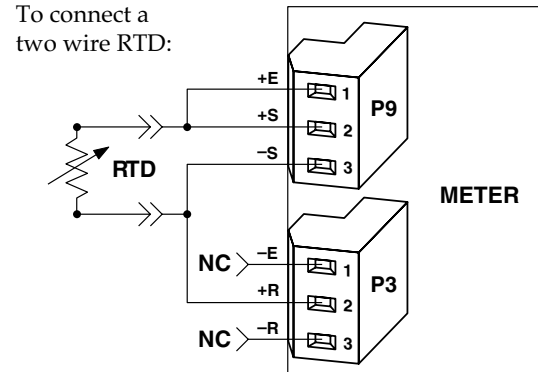 To connect a
two wire RTD:
+E
1
P9
+S
2
–S
3
RTD
METER
NC
–E
1
P3
+R
2
NC
–R
3